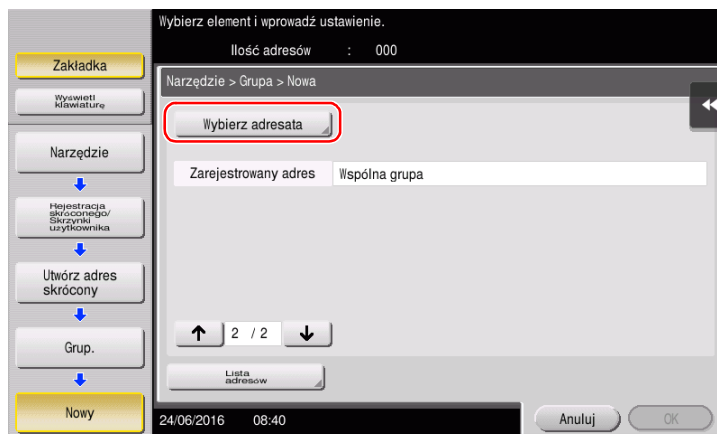 Wybierz element i wprowadź ustawienie.
Ilość adresów : 000
Zakładka
Wyświetl
klawiaturę
Narzędzie
Rejestracja
skróconego/
Skrzynki
użytkownika
Utwórz adres
skrócony
Grup.
Nowy
Narzędzie > Grupa > Nowa
Wybierz adresata
Zarejestrowany adres Wspólna grupa
2 / 2
Lista
adresów
24/06/2016 08:40
Anuluj
OK